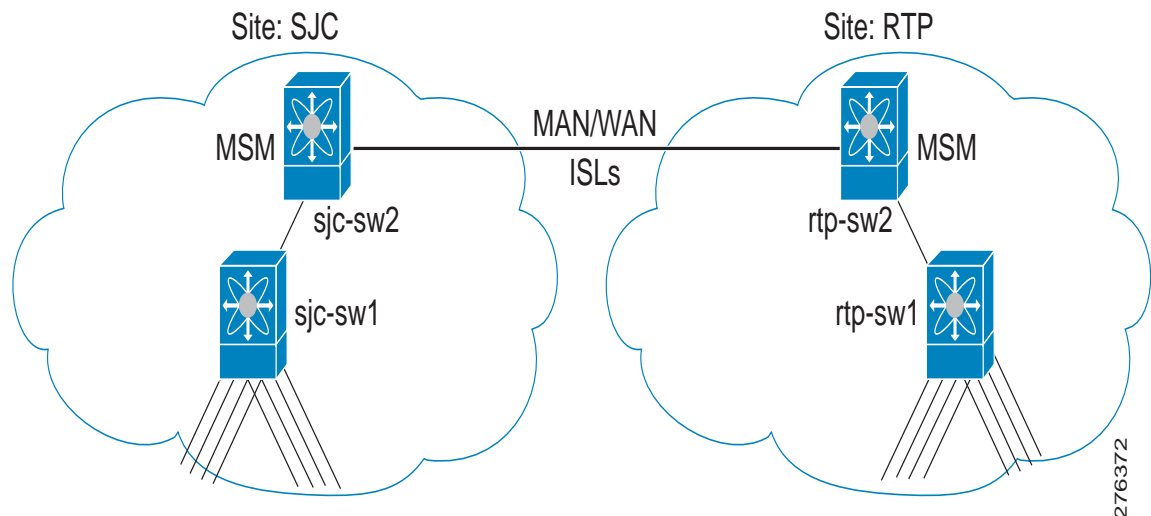 Site: SJC
Site: RTP
MSM
MAN/WAN
ISLs
MSM
sjc-sw2
rtp-sw2
sjc-sw1
rtp-sw1
276372